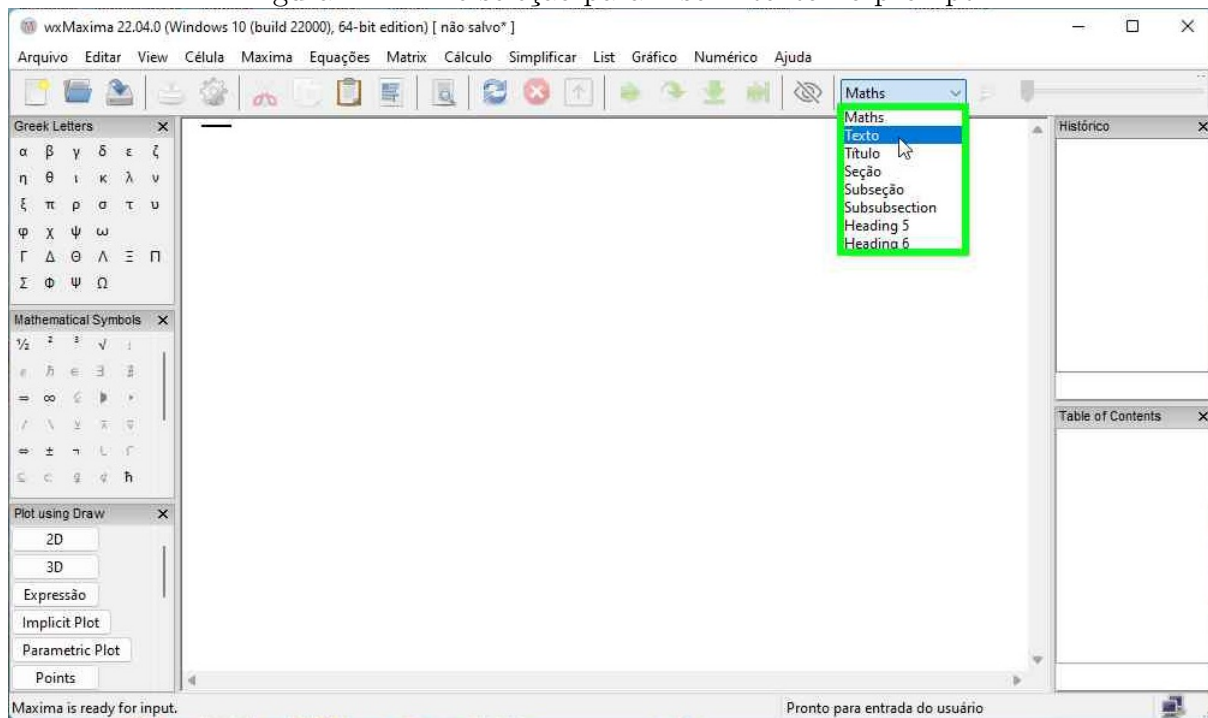 wxMaxima 22.04.0 (Windows 10 (build 22000), 64-bit edition) [ não salvo* ]
Arquivo Editar View Célula Maxima Equações Matrix Cálculo Simplificar List Gráfico Numérico Ajuda
Maths
Maths
Texto
Título
Seção
Subseção
Subsubsection
Heading 5
Heading 6
Greek Letters
α β γ δ ε ζ
η θ ι κ λ ν
ξ π ρ σ τ υ
φ χ ψ ω
Γ Δ Θ Λ Ξ Π
Σ Φ Ψ Ω
Mathematical Symbols
½ ² ³ √
ℏ ∈ ∃
⇒ ∞
⇔ ± ¬
ħ
Plot using Draw
2D
3D
Expressão
Implicit Plot
Parametric Plot
Points
Histórico
Table of Contents
Maxima is ready for input.
Pronto para entrada do usuário